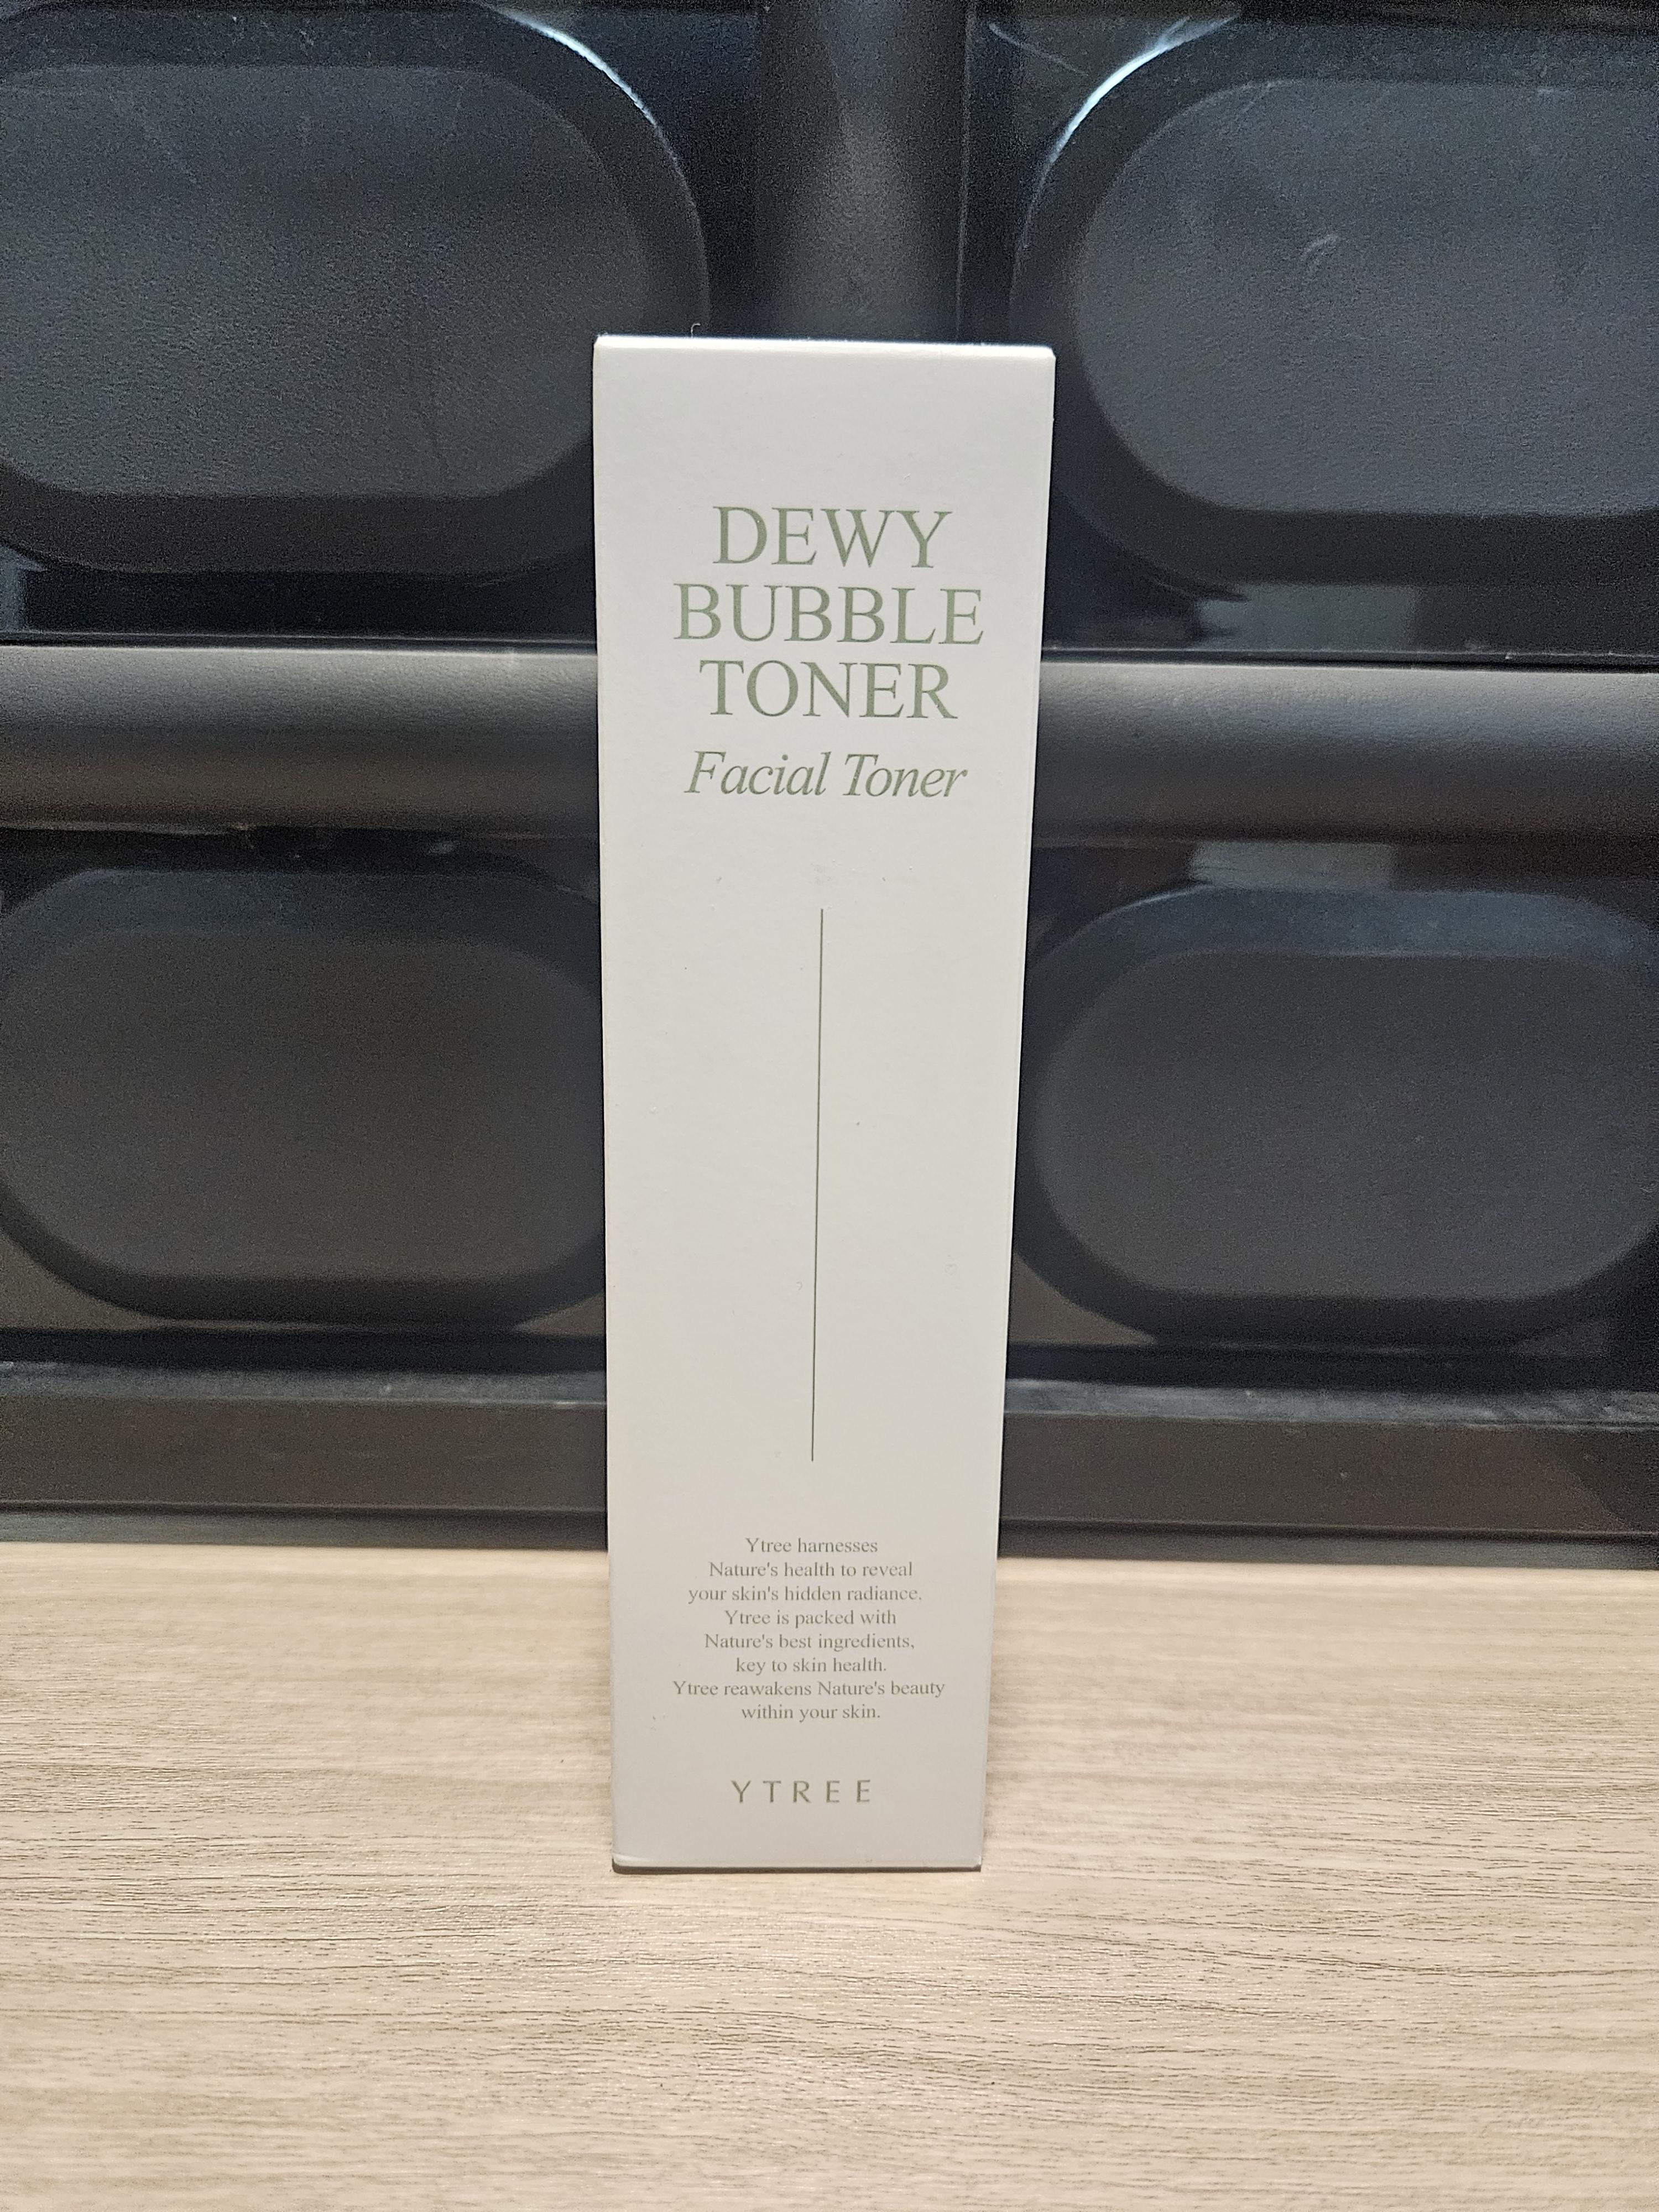 DEWY
BUBBLE
TONER
Facial Toner
Ytree harnesses
Nature's health to reveal
your skin's hidden radiance.
Ytree is packed with
Nature's best ingredients,
key to skin health.
Ytree reawakens Nature's beauty
within your skin.
YTREE